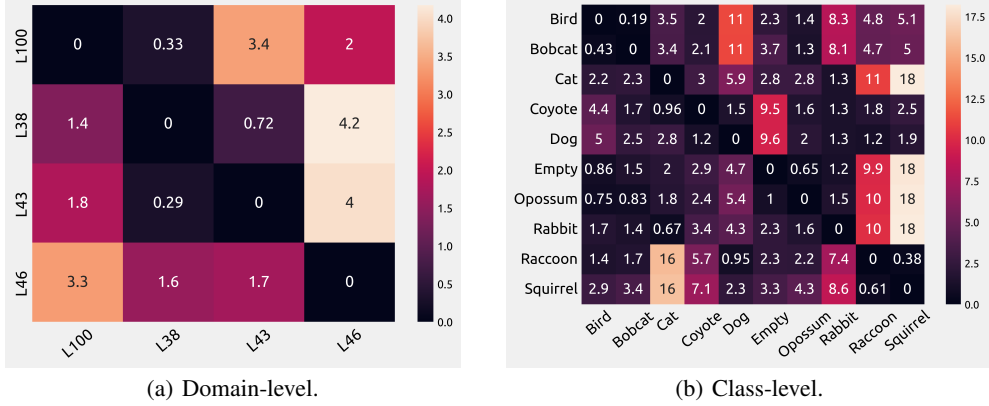 L100 0 0.33 3.4 2
L38 1.4 0 0.72 4.2
L43 1.8 0.29 0 4
L46 3.3 1.6 1.7 0
L100 L38 L43 L46
4.0
3.5
3.0
2.5
2.0
1.5
1.0
0.5
0.0
(a) Domain-level.
Bird 0 0.19 3.5 2 11 2.3 1.4 8.3 4.8 5.1
Bobcat 0.43 0 3.4 2.1 11 3.7 1.3 8.1 4.7 5
Cat 2.2 2.3 0 3 5.9 2.8 2.8 1.3 11 18
Coyote 4.4 1.7 0.96 0 1.5 9.5 1.6 1.3 1.8 2.5
Dog 5 2.5 2.8 1.2 0 9.6 2 1.3 1.2 1.9
Empty 0.86 1.5 2 2.9 4.7 0 0.65 1.2 9.9 18
Opossum 0.75 0.83 1.8 2.4 5.4 1 0 1.5 10 18
Rabbit 1.7 1.4 0.67 3.4 4.3 2.3 1.6 0 10 18
Raccoon 1.4 1.7 16 5.7 0.95 2.3 2.2 7.4 0 0.38
Squirrel 2.9 3.4 16 7.1 2.3 3.3 4.3 8.6 0.61 0
Bird Bobcat Cat Coyote Dog Empty Opossum Rabbit Raccoon Squirrel
17.5
15.0
12.5
10.0
7.5
5.0
2.5
0.0
(b) Class-level.